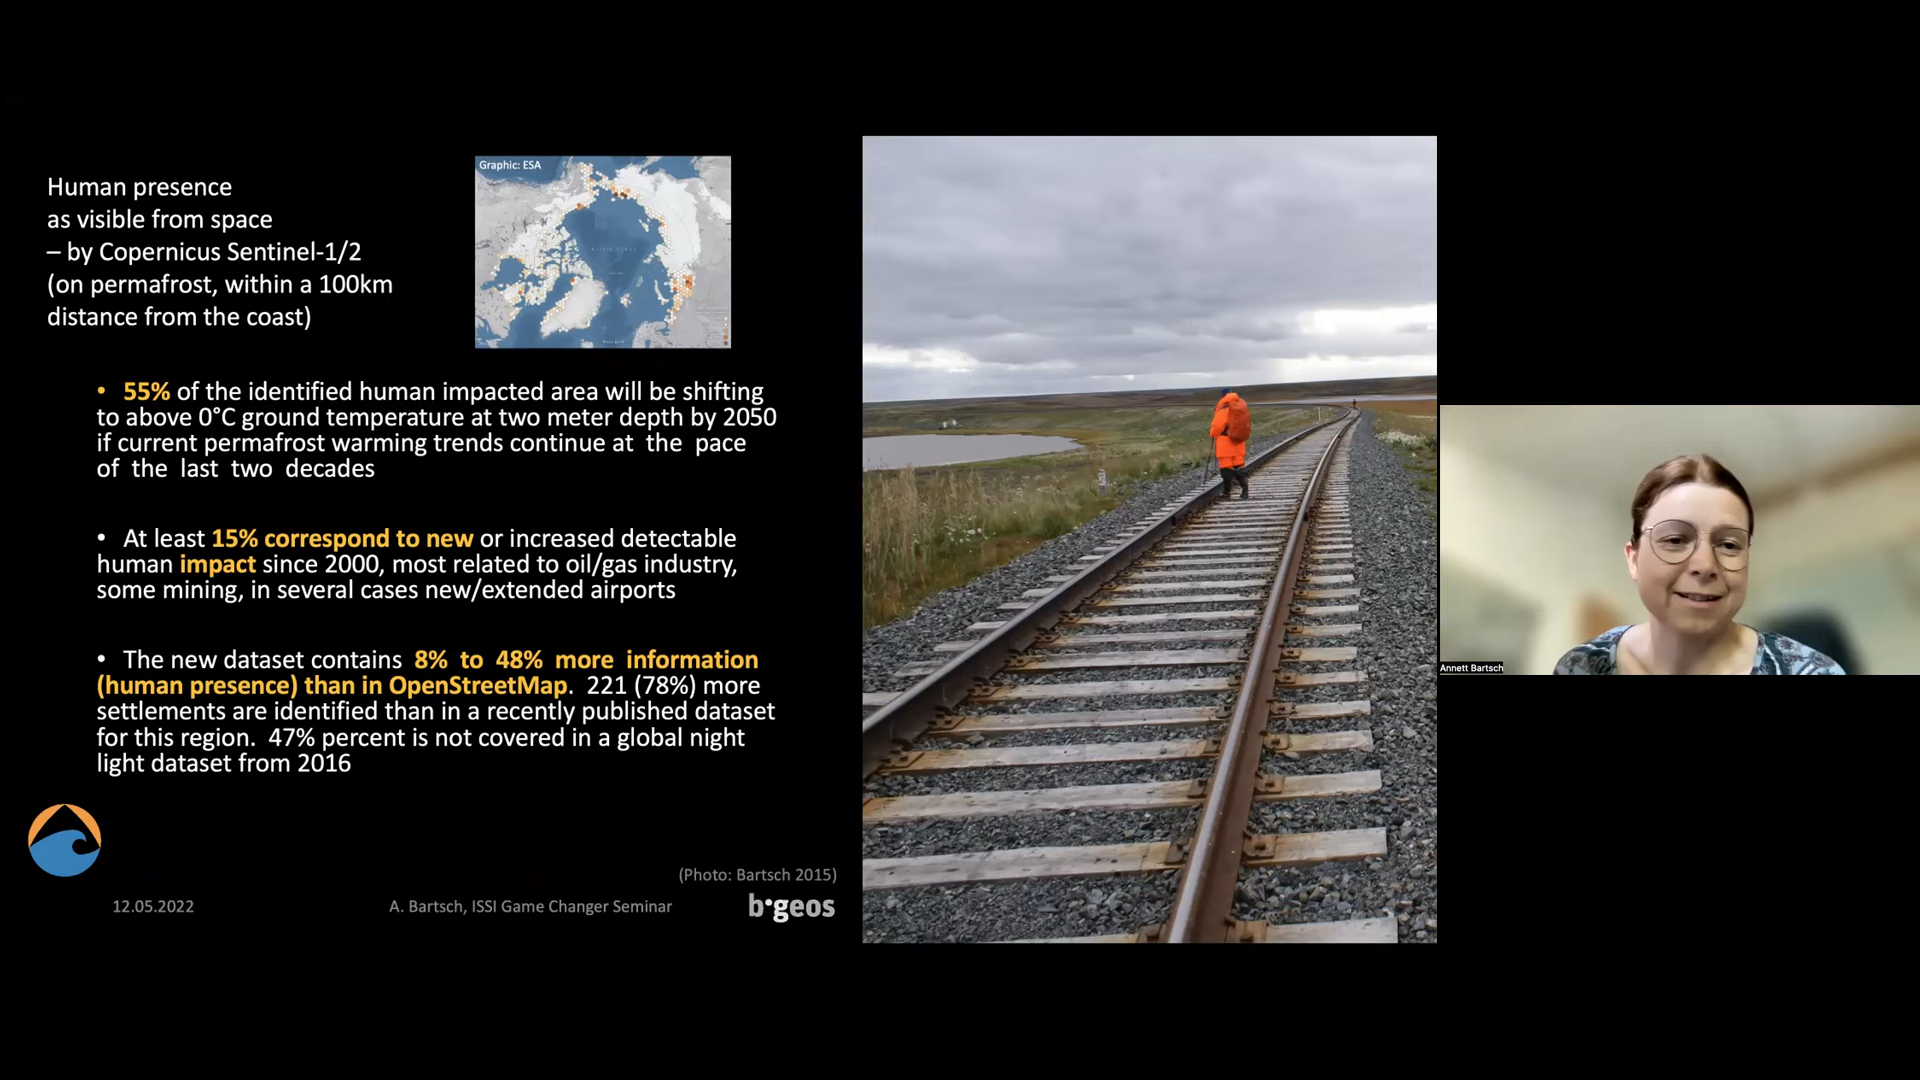 Human presence
as visible from space
– by Copernicus Sentinel-1/2
(on permafrost, within a 100km
distance from the coast)
Graphic: ESA
• 55% of the identified human impacted area will be shifting
to above 0°C ground temperature at two meter depth by 2050
if current permafrost warming trends continue at the pace
of the last two decades
• At least 15% correspond to new or increased detectable
human impact since 2000, most related to oil/gas industry,
some mining, in several cases new/extended airports
• The new dataset contains 8% to 48% more information
(human presence) than in OpenStreetMap. 221 (78%) more
settlements are identified than in a recently published dataset
for this region. 47% percent is not covered in a global night
light dataset from 2016
(Photo: Bartsch 2015)
12.05.2022
A. Bartsch, ISSI Game Changer Seminar
b·geos
Annett Bartsch